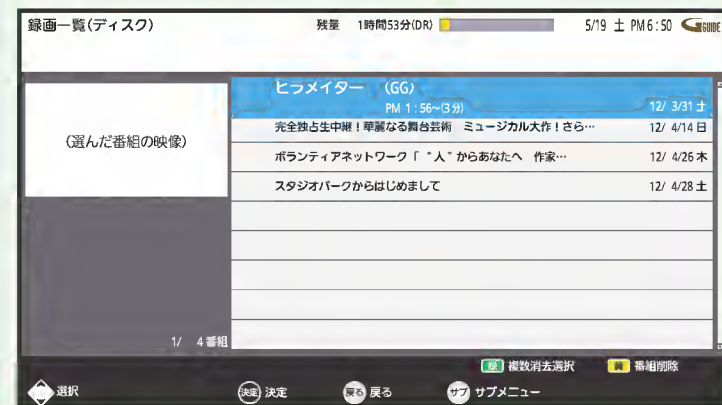 録画一覧(ディスク)
残量 1時間53分(DR)
5/19 土 PM 6:50 GGUIDE
(選んだ番組の映像)
ヒラメイター (GG)
PM 1:56~(3分)
12/ 3/31 土
完全独占生中継!華麗なる舞台芸術 ミュージカル大作!さら… 12/ 4/14 日
ボランティアネットワーク「“人”からあなたへ 作家… 12/ 4/26 木
スタジオパークからはじめまして 12/ 4/28 土
1/ 4番組
緑 複数消去選択 黄 番組削除
選択 決定 決定 戻る 戻る サブ サブメニュー